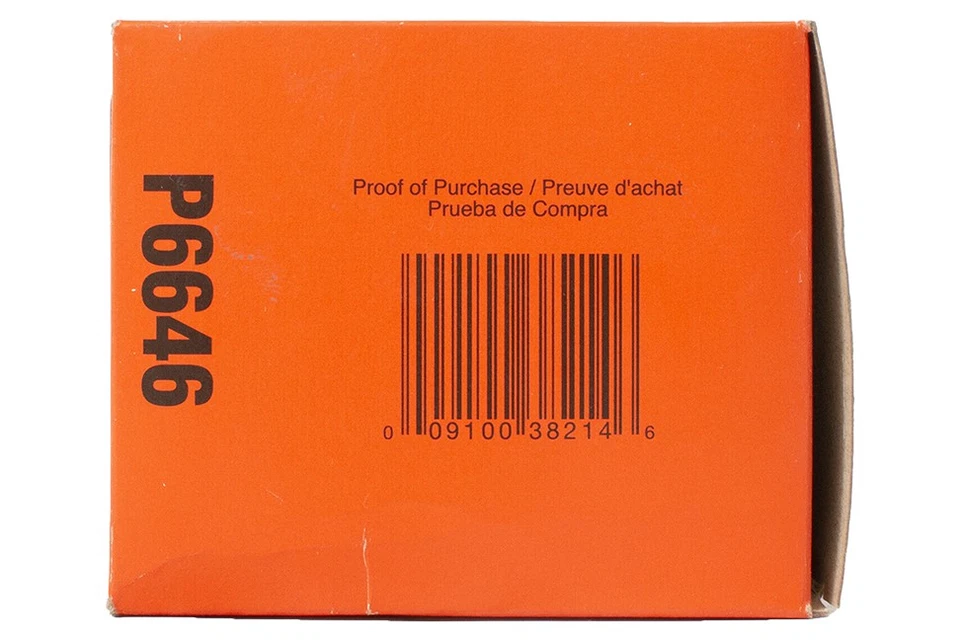 P6646
Proof of Purchase / Preuve d'achat
Prueba de Compra
0 09100 38214 6